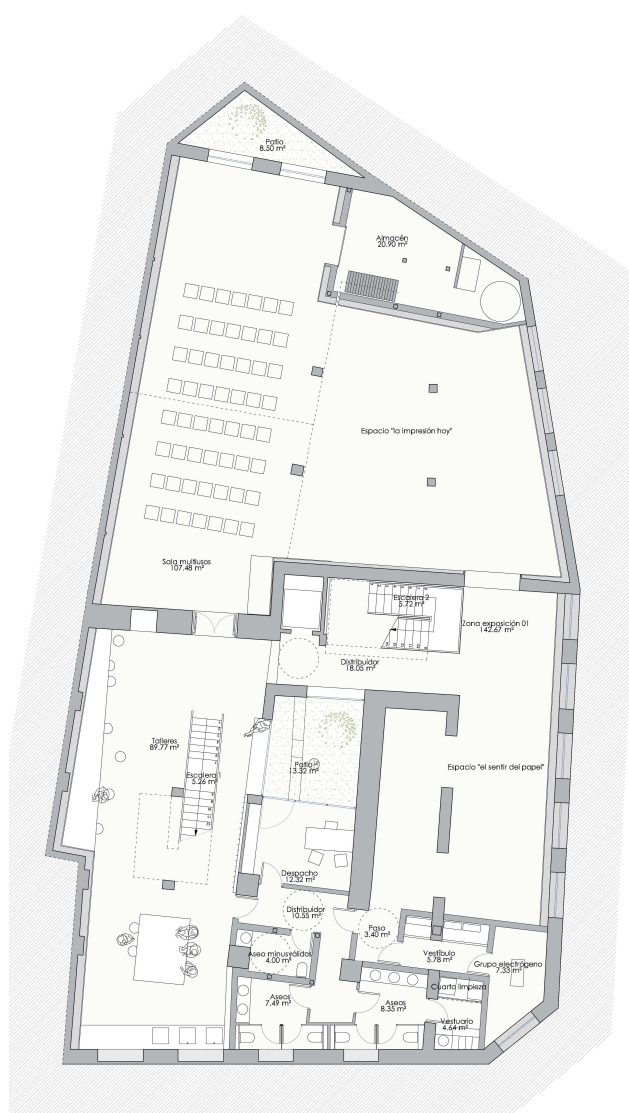 Patio
8.50 m²
Almacén
20.90 m²
Espacio "la impresión hoy"
Sala multiusos
107.48 m²
Escalera 2
5.72 m²
Zona exposición 01
142.67 m²
Distribuidor
18.05 m²
Talleres
89.77 m²
Escalera 1
5.26 m²
Patio
13.32 m²
Espacio "el sentir del papel"
Despacho
12.32 m²
Distribuidor
10.55 m²
Paso
3.40 m²
Aseo minusválidos
4.00 m²
Vestíbulo
5.78 m²
Grupo electrógeno
7.33 m²
Cuarto limpieza
Aseos
7.49 m²
Aseos
8.35 m²
Vestuario
4.64 m²